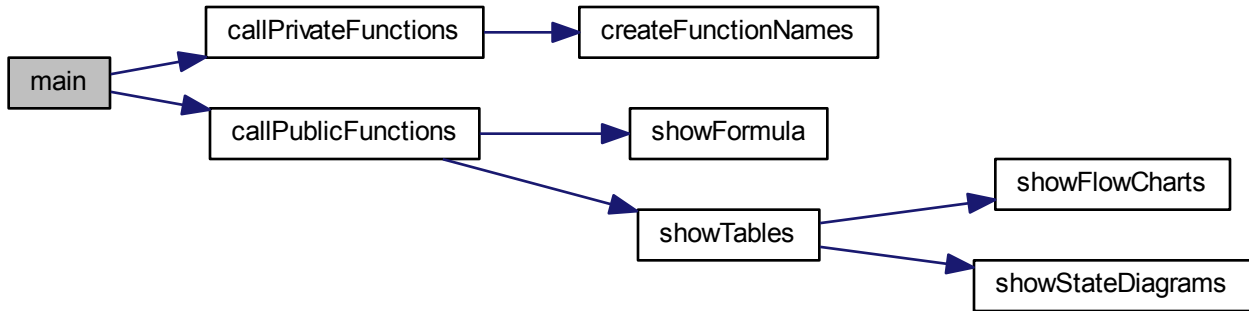 main
callPrivateFunctions
createFunctionNames
callPublicFunctions
showFormula
showTables
showFlowCharts
showStateDiagrams